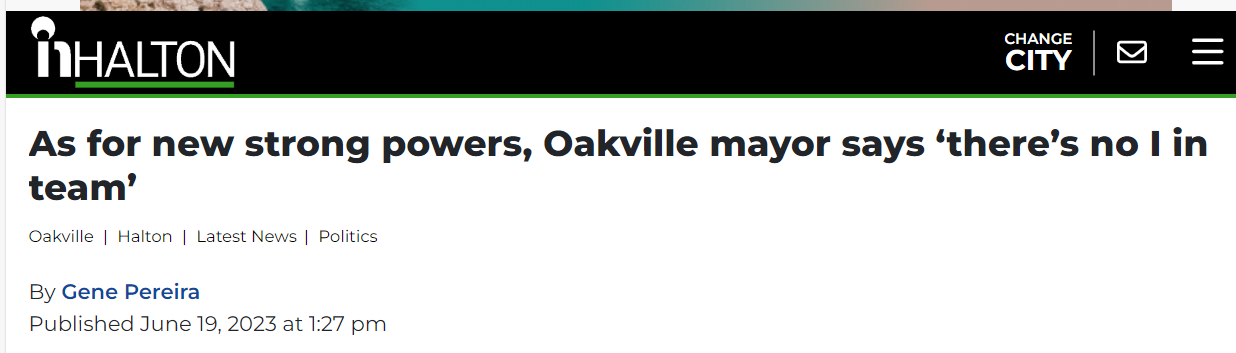 inHALTON
CHANGE
CITY
As for new strong powers, Oakville mayor says ‘there’s no I in
team’
Oakville | Halton | Latest News | Politics
By Gene Pereira
Published June 19, 2023 at 1:27 pm